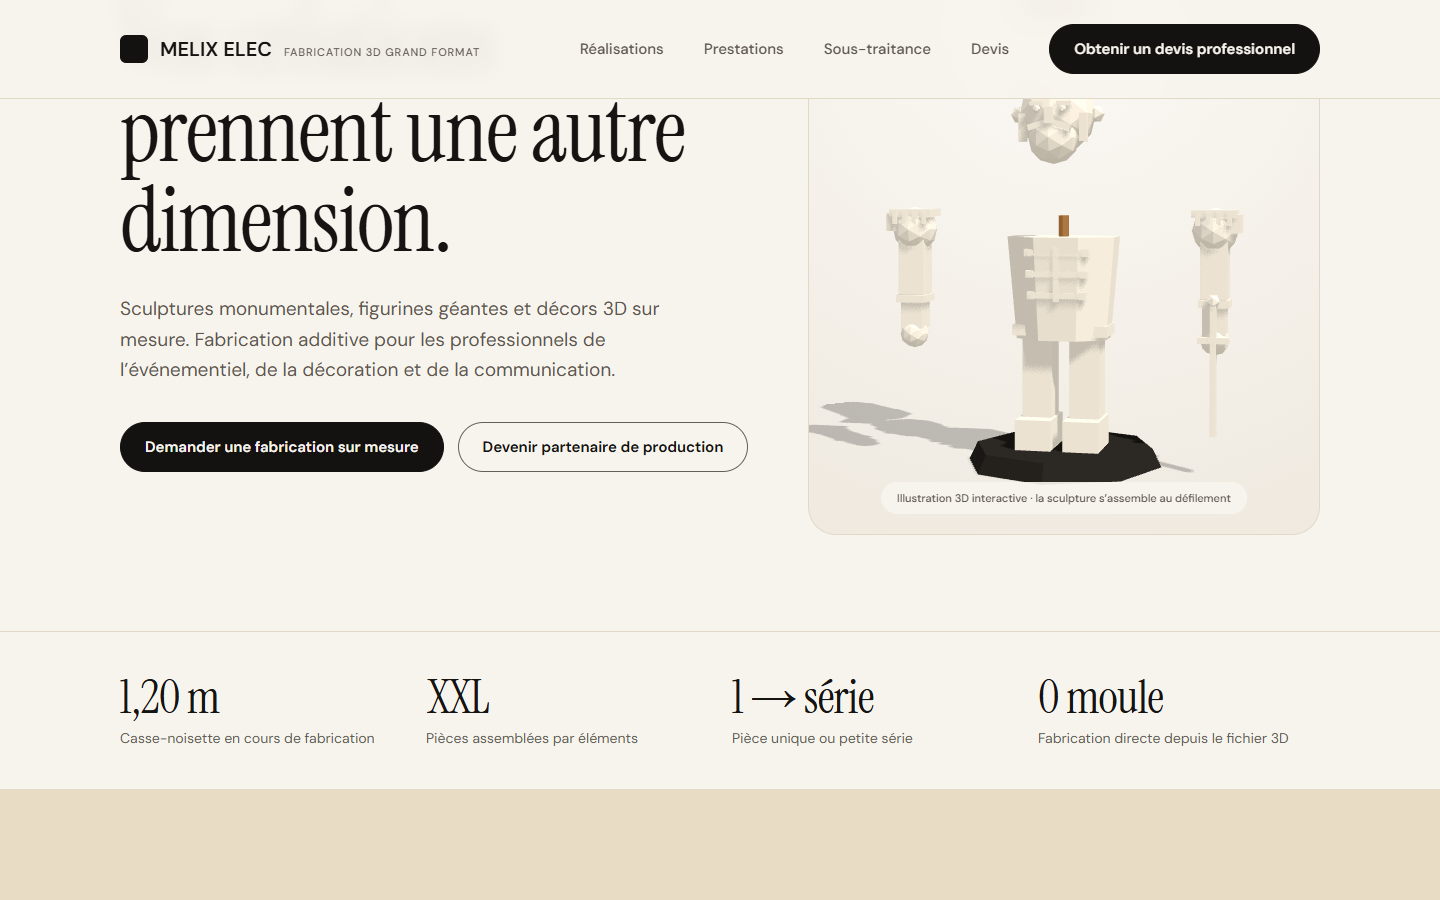 MELIX ELEC FABRICATION 3D GRAND FORMAT
Réalisations
Prestations
Sous-traitance
Devis
Obtenir un devis professionnel
prennent une autre
dimension.
Sculptures monumentales, figurines géantes et décors 3D sur
mesure. Fabrication additive pour les professionnels de
l’événementiel, de la décoration et de la communication.
Demander une fabrication sur mesure
Devenir partenaire de production
Illustration 3D interactive · la sculpture s’assemble au défilement
1,20 m
Casse-noisette en cours de fabrication
XXL
Pièces assemblées par éléments
1 → série
Pièce unique ou petite série
0 moule
Fabrication directe depuis le fichier 3D